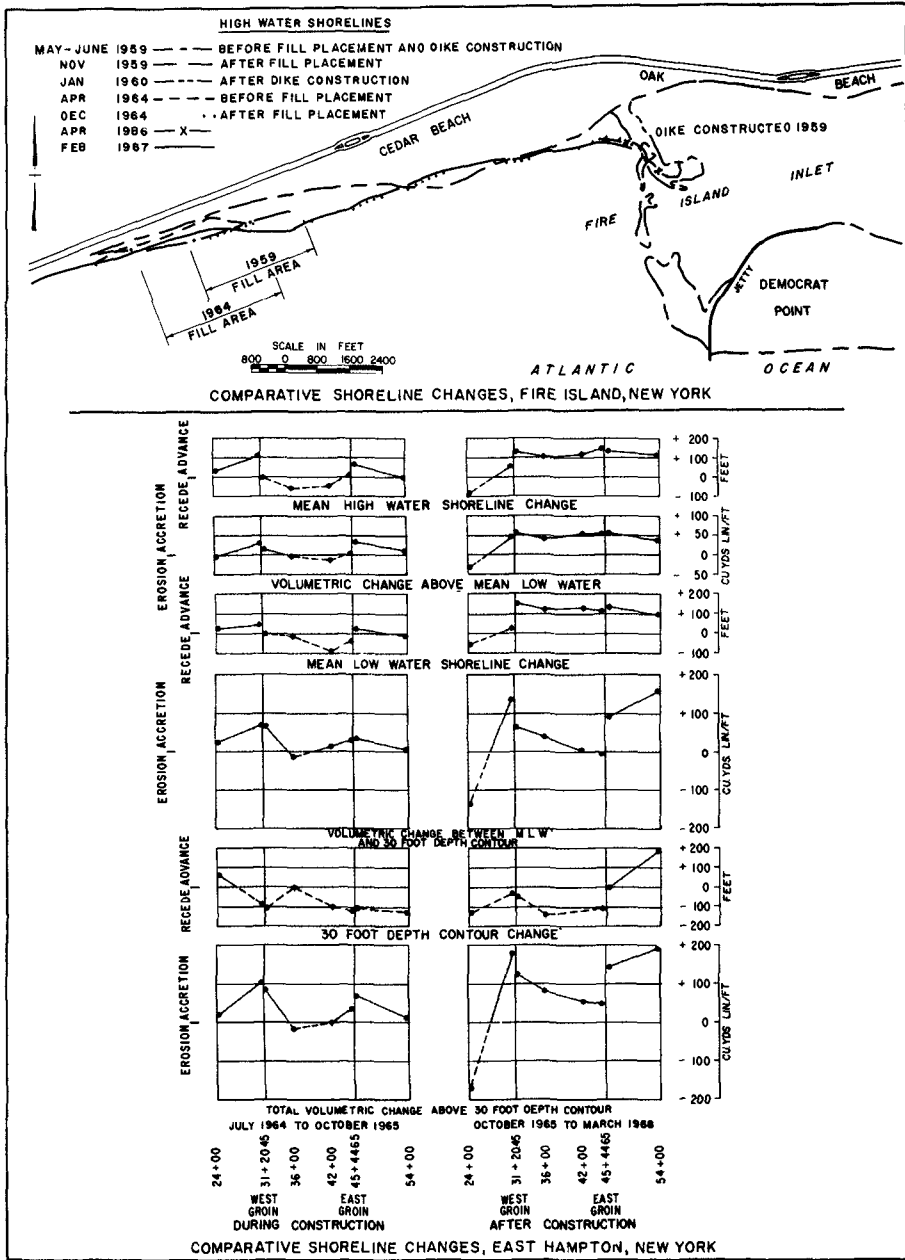 HIGH WATER SHORELINES
MAY-JUNE 1959 BEFORE FILL PLACEMENT AND OIKE CONSTRUCTION
NOV 1959 AFTER FILL PLACEMENT
JAN 1960 AFTER DIKE CONSTRUCTION
APR 1964 BEFORE FILL PLACEMENT
DEC 1964 AFTER FILL PLACEMENT
APR 1986 X
FEB 1967
OAK BEACH
CEDAR BEACH
OIKE CONSTRUCTEO 1959
FIRE ISLAND INLET
1959
FILL AREA
1964
FILL AREA
JETTY
DEMOCRAT
POINT
SCALE IN FEET
800 0 800 1600 2400
ATLANTIC OCEAN
COMPARATIVE SHORELINE CHANGES, FIRE ISLAND, NEW YORK
RECEDE ADVANCE
+ 200
+ 100
0
- 100
FEET
MEAN HIGH WATER SHORELINE CHANGE
EROSION ACCRETION
+ 100
+ 50
0
- 50
CU YDS LIN/FT
VOLUMETRIC CHANGE ABOVE MEAN LOW WATER
RECEDE ADVANCE
+ 200
+ 100
0
- 100
FEET
MEAN LOW WATER SHORELINE CHANGE
EROSION ACCRETION
+ 200
+ 100
0
- 100
- 200
CU.YDS LIN/FT
VOLUMETRIC CHANGE BETWEEN M L W
AND 30 FOOT DEPTH CONTOUR
RECEDE ADVANCE
+ 200
+ 100
0
- 100
- 200
FEET
30 FOOT DEPTH CONTOUR CHANGE
EROSION ACCRETION
+ 200
+ 100
0
- 100
- 200
CU.YDS LIN/FT
TOTAL VOLUMETRIC CHANGE ABOVE 30 FOOT DEPTH CONTOUR
JULY 1964 TO OCTOBER 1965 OCTOBER 1965 TO MARCH 1968
24+00 31+2045 36+00 42+00 45+4465 54+00 24+00 31+2045 36+00 42+00 45+4465 54+00
WEST GROIN EAST GROIN WEST GROIN EAST GROIN
DURING CONSTRUCTION AFTER CONSTRUCTION
COMPARATIVE SHORELINE CHANGES, EAST HAMPTON, NEW YORK